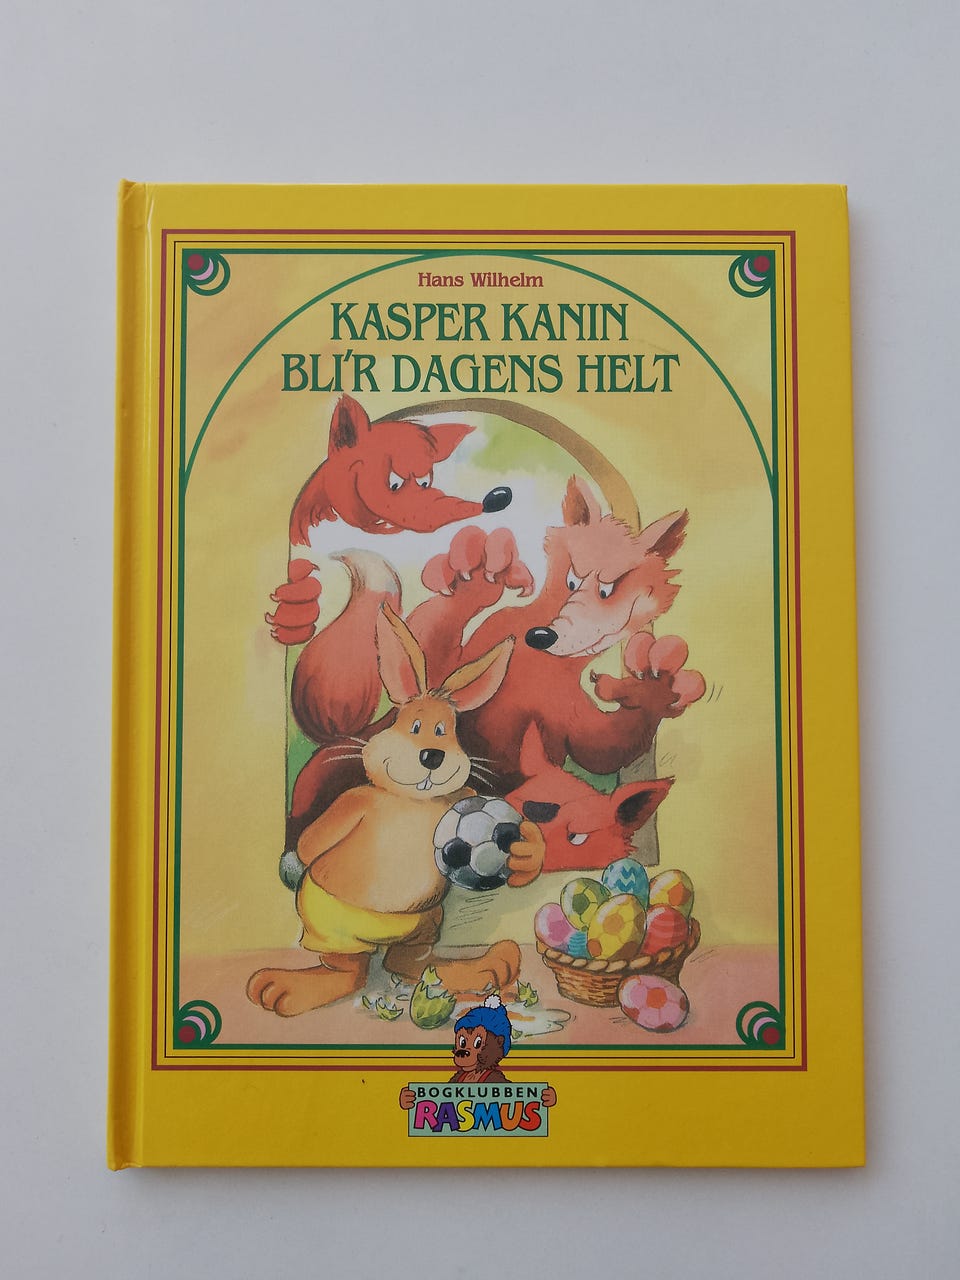 Hans Wilhelm
KASPER KANIN
BLI'R DAGENS HELT
BOGKLUBBEN
RASMUS